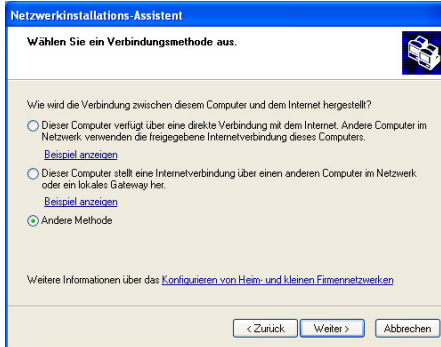 Netzwerkinstallations-Assistent
Wählen Sie ein Verbindungsmethode aus.
Wie wird die Verbindung zwischen diesem Computer und dem Internet hergestellt?
Dieser Computer verfügt über eine direkte Verbindung mit dem Internet. Andere Computer im
Netzwerk verwenden die freigegebene Internetverbindung dieses Computers.
Beispiel anzeigen
Dieser Computer stellt eine Internetverbindung über einen anderen Computer im Netzwerk
oder ein lokales Gateway her.
Beispiel anzeigen
Andere Methode
Weitere Informationen über das Konfigurieren von Heim- und kleinen Firmennetzwerken
< Zurück Weiter > Abbrechen